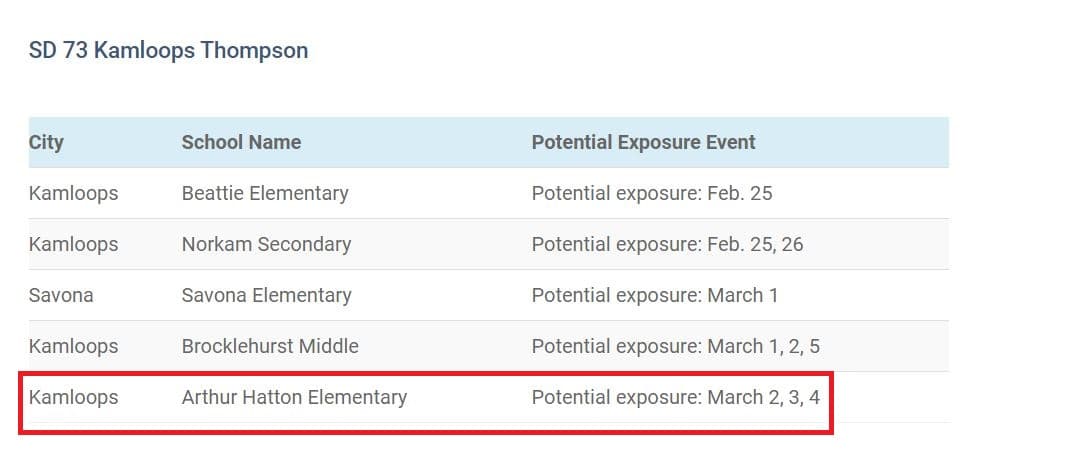 SD 73 Kamloops Thompson
City School Name Potential Exposure Event
Kamloops Beattie Elementary Potential exposure: Feb. 25
Kamloops Norkam Secondary Potential exposure: Feb. 25, 26
Savona Savona Elementary Potential exposure: March 1
Kamloops Brocklehurst Middle Potential exposure: March 1, 2, 5
Kamloops Arthur Hatton Elementary Potential exposure: March 2, 3, 4